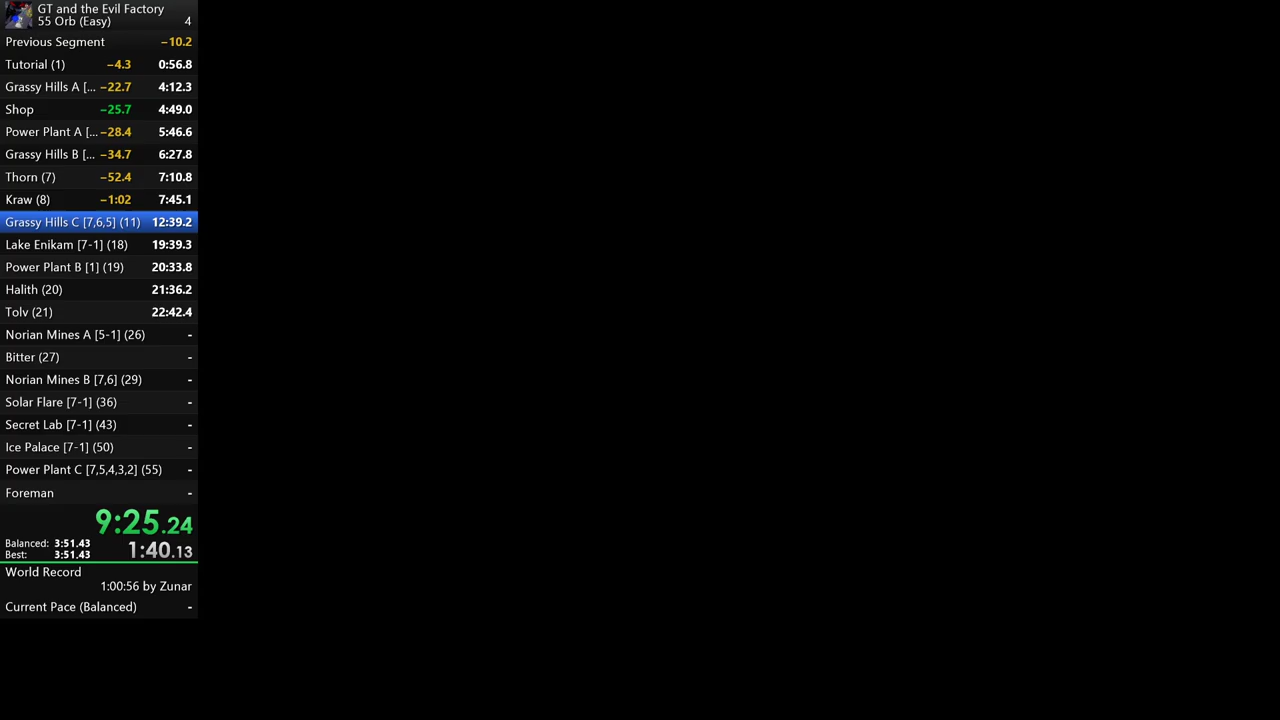 GT and the Evil Factory
55 Orb (Easy) 4
Previous Segment −10.2
Tutorial (1) −4.3 0:56.8
Grassy Hills A [... −22.7 4:12.3
Shop −25.7 4:49.0
Power Plant A [... −28.4 5:46.6
Grassy Hills B [... −34.7 6:27.8
Thorn (7) −52.4 7:10.8
Kraw (8) −1:02 7:45.1
Grassy Hills C [7,6,5] (11) 12:39.2
Lake Enikam [7-1] (18) 19:39.3
Power Plant B [1] (19) 20:33.8
Halith (20) 21:36.2
Tolv (21) 22:42.4
Norian Mines A [5-1] (26) -
Bitter (27) -
Norian Mines B [7,6] (29) -
Solar Flare [7-1] (36) -
Secret Lab [7-1] (43) -
Ice Palace [7-1] (50) -
Power Plant C [7,5,4,3,2] (55) -
Foreman -
9:25.24
Balanced: 3:51.43
Best: 3:51.43
1:40.13
World Record
1:00:56 by Zunar
Current Pace (Balanced) -